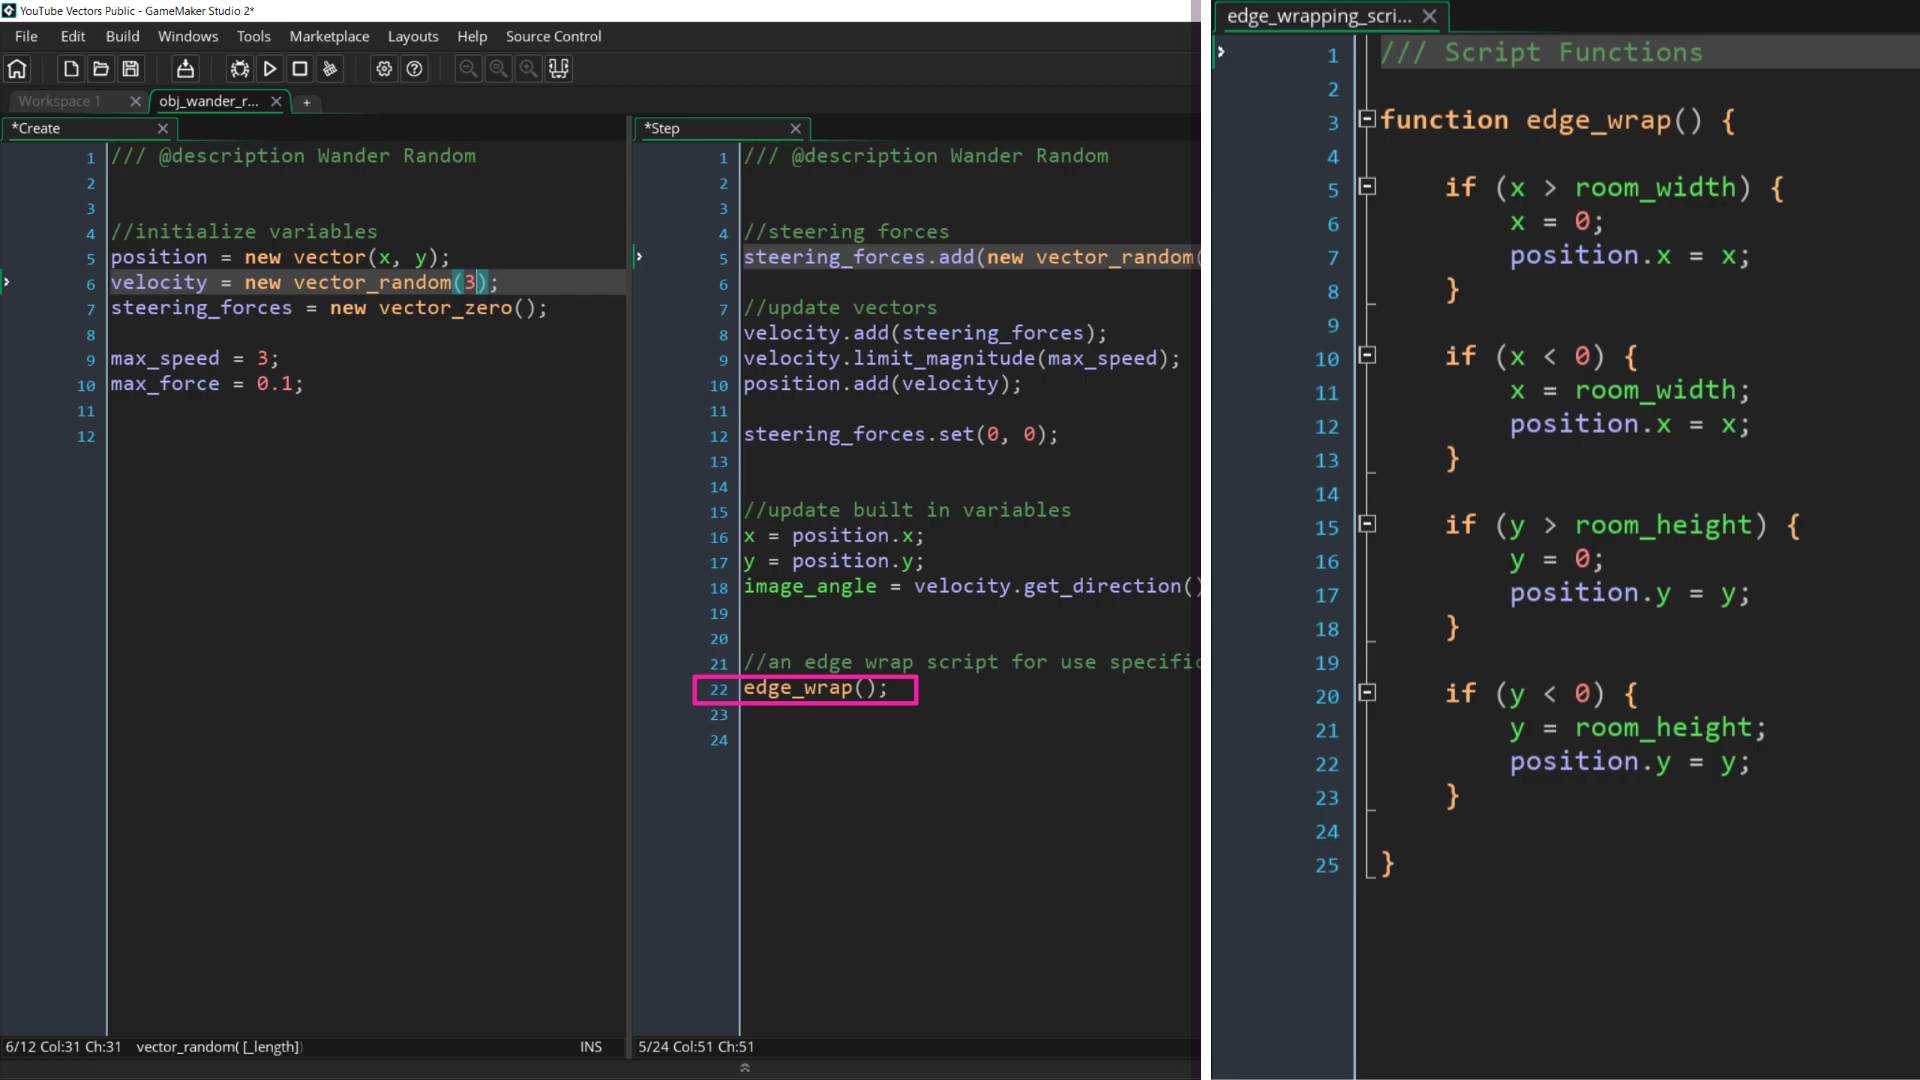 YouTube Vectors Public - GameMaker Studio 2*
File Edit Build Windows Tools Marketplace Layouts Help Source Control
Workspace 1 obj_wander_r... +
*Create
1 /// @description Wander Random
2
3
4 //initialize variables
5 position = new vector(x, y);
6 velocity = new vector_random(3);
7 steering_forces = new vector_zero();
8
9 max_speed = 3;
10 max_force = 0.1;
11
12
6/12 Col:31 Ch:31 vector_random( [_length]) INS
*Step
1 /// @description Wander Random
2
3
4 //steering forces
5 steering_forces.add(new vector_random(
6
7 //update vectors
8 velocity.add(steering_forces);
9 velocity.limit_magnitude(max_speed);
10 position.add(velocity);
11
12 steering_forces.set(0, 0);
13
14
15 //update built in variables
16 x = position.x;
17 y = position.y;
18 image_angle = velocity.get_direction()
19
20
21 //an edge wrap script for use specific
22 edge_wrap();
23
24
5/24 Col:51 Ch:51
edge_wrapping_scri...
1 /// Script Functions
2
3 function edge_wrap() {
4
5 if (x > room_width) {
6 x = 0;
7 position.x = x;
8 }
9
10 if (x < 0) {
11 x = room_width;
12 position.x = x;
13 }
14
15 if (y > room_height) {
16 y = 0;
17 position.y = y;
18 }
19
20 if (y < 0) {
21 y = room_height;
22 position.y = y;
23 }
24
25 }